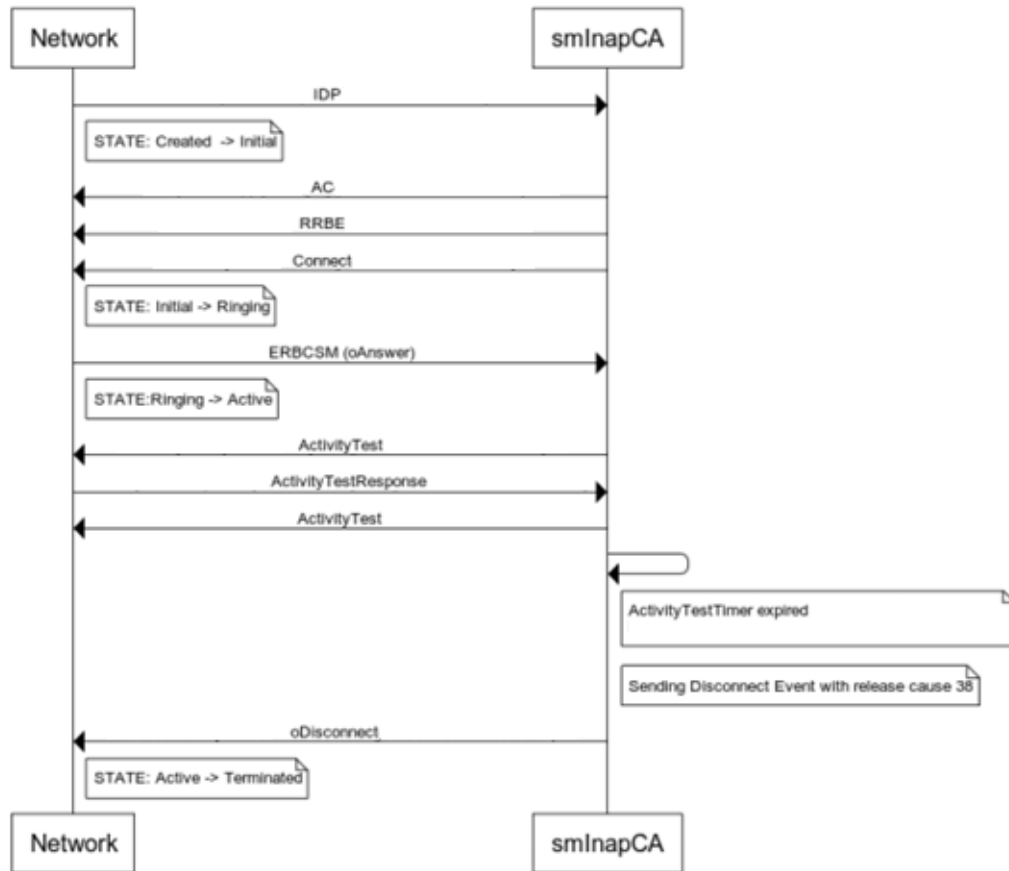 Network
smInapCA
IDP
STATE: Created -> Initial
AC
RRBE
Connect
STATE: Initial -> Ringing
ERBCSM (oAnswer)
STATE:Ringing -> Active
ActivityTest
ActivityTestResponse
ActivityTest
ActivityTestTimer expired
Sending Disconnect Event with release cause 38
oDisconnect
STATE: Active -> Terminated
Network
smInapCA